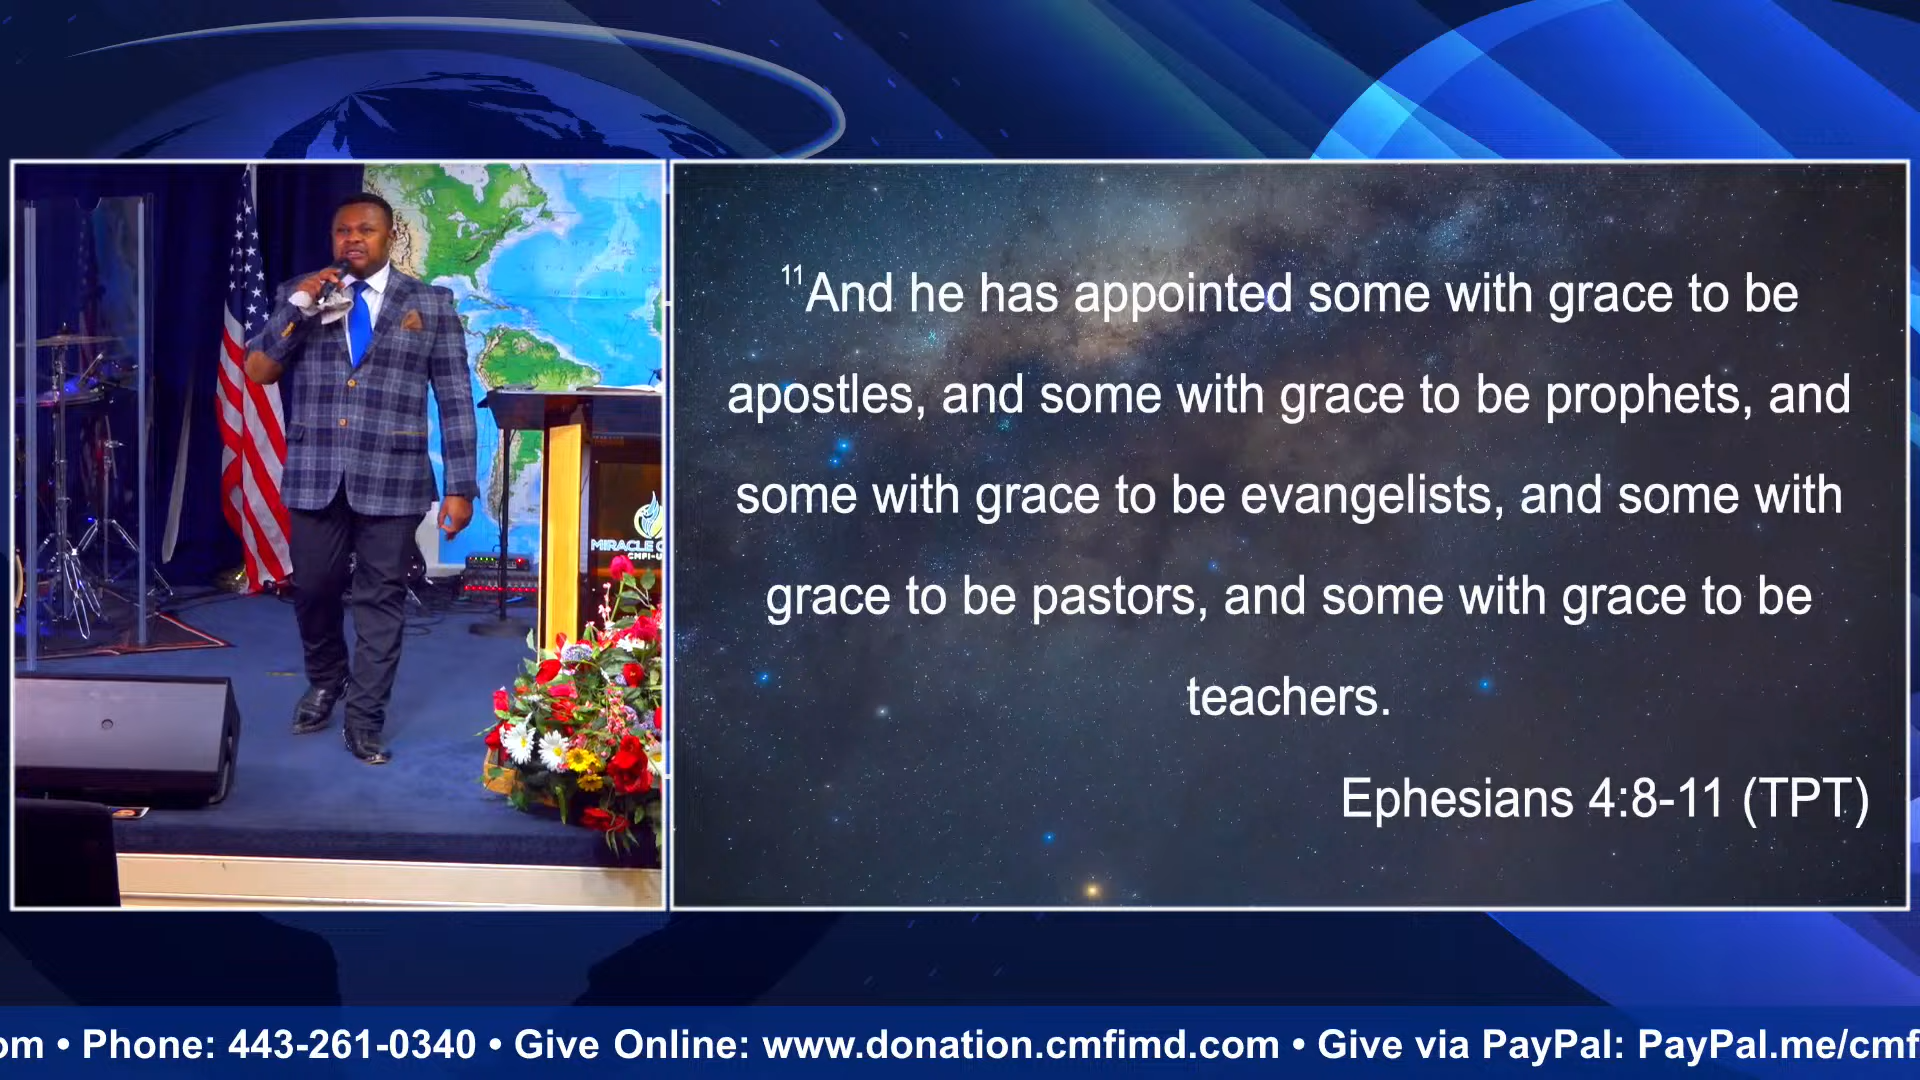 11And he has appointed some with grace to be
apostles, and some with grace to be prophets, and
some with grace to be evangelists, and some with
grace to be pastors, and some with grace to be
teachers.
Ephesians 4:8-11 (TPT)
MIRACLE
om • Phone: 443-261-0340 • Give Online: www.donation.cmfimd.com • Give via PayPal: PayPal.me/cmf